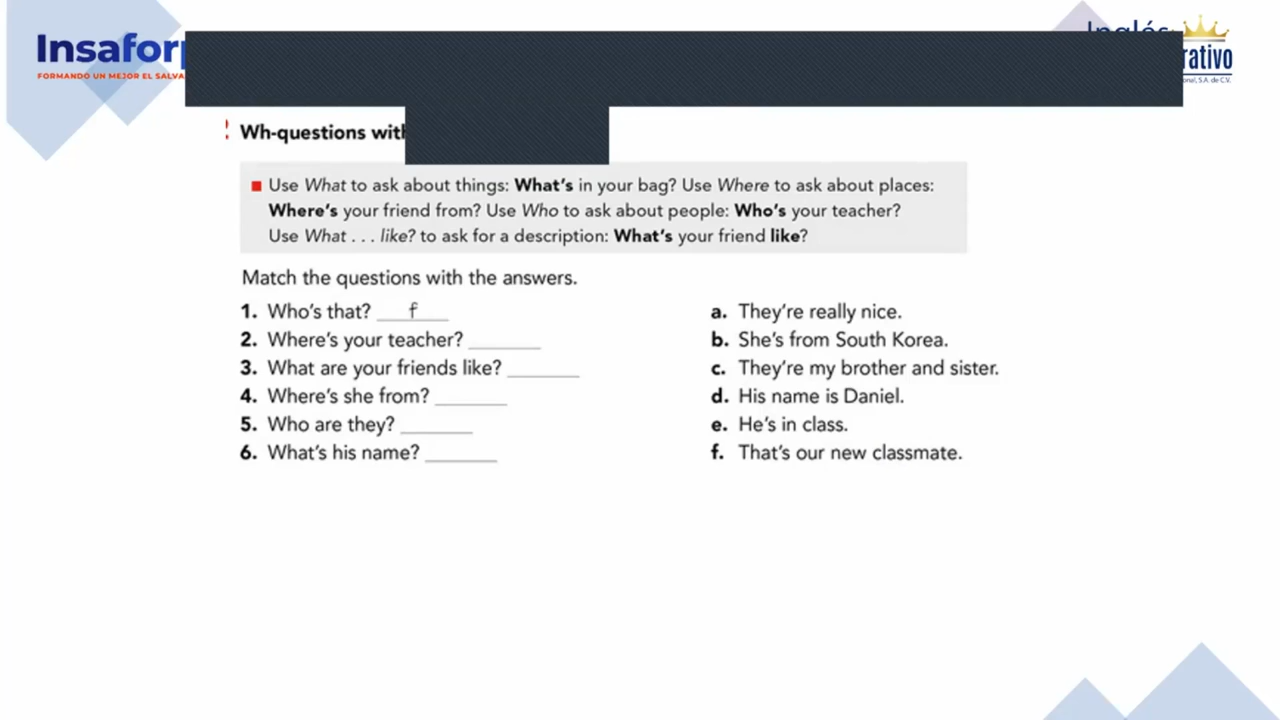 Insaforp
FORMANDO UN MEJOR EL SALVA
Inglés
rativo
onal, S.A. de C.V.
Wh-questions with
Use What to ask about things: What's in your bag? Use Where to ask about places:
Where's your friend from? Use Who to ask about people: Who's your teacher?
Use What . . . like? to ask for a description: What's your friend like?
Match the questions with the answers.
1. Who's that? f
2. Where's your teacher?
3. What are your friends like?
4. Where's she from?
5. Who are they?
6. What's his name?
a. They're really nice.
b. She's from South Korea.
c. They're my brother and sister.
d. His name is Daniel.
e. He's in class.
f. That's our new classmate.